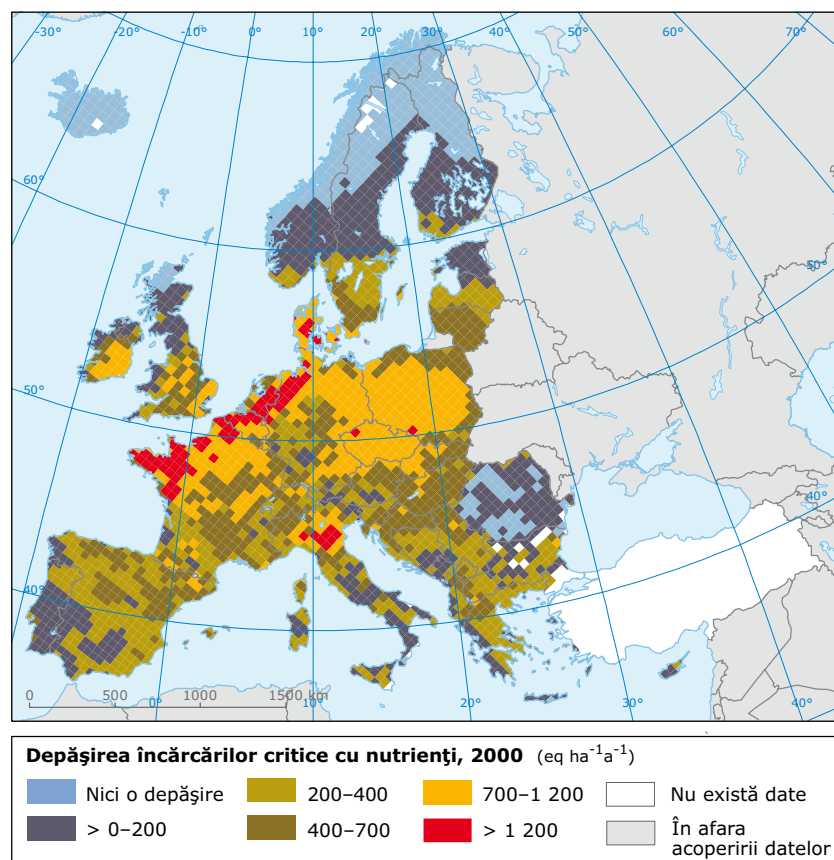 -30° -20° -10° 0° 10° 20° 30° 40° 50° 60° 70°
60°
50°
50°
40°
40°
0 500 1000 1500 km
0° 10° 20° 30° 40°
Depăşirea încărcărilor critice cu nutrienţi, 2000 (eq ha⁻¹a⁻¹)
Nici o depăşire 200–400 700–1 200 Nu există date
> 0–200 400–700 > 1 200 În afara
acoperirii datelor